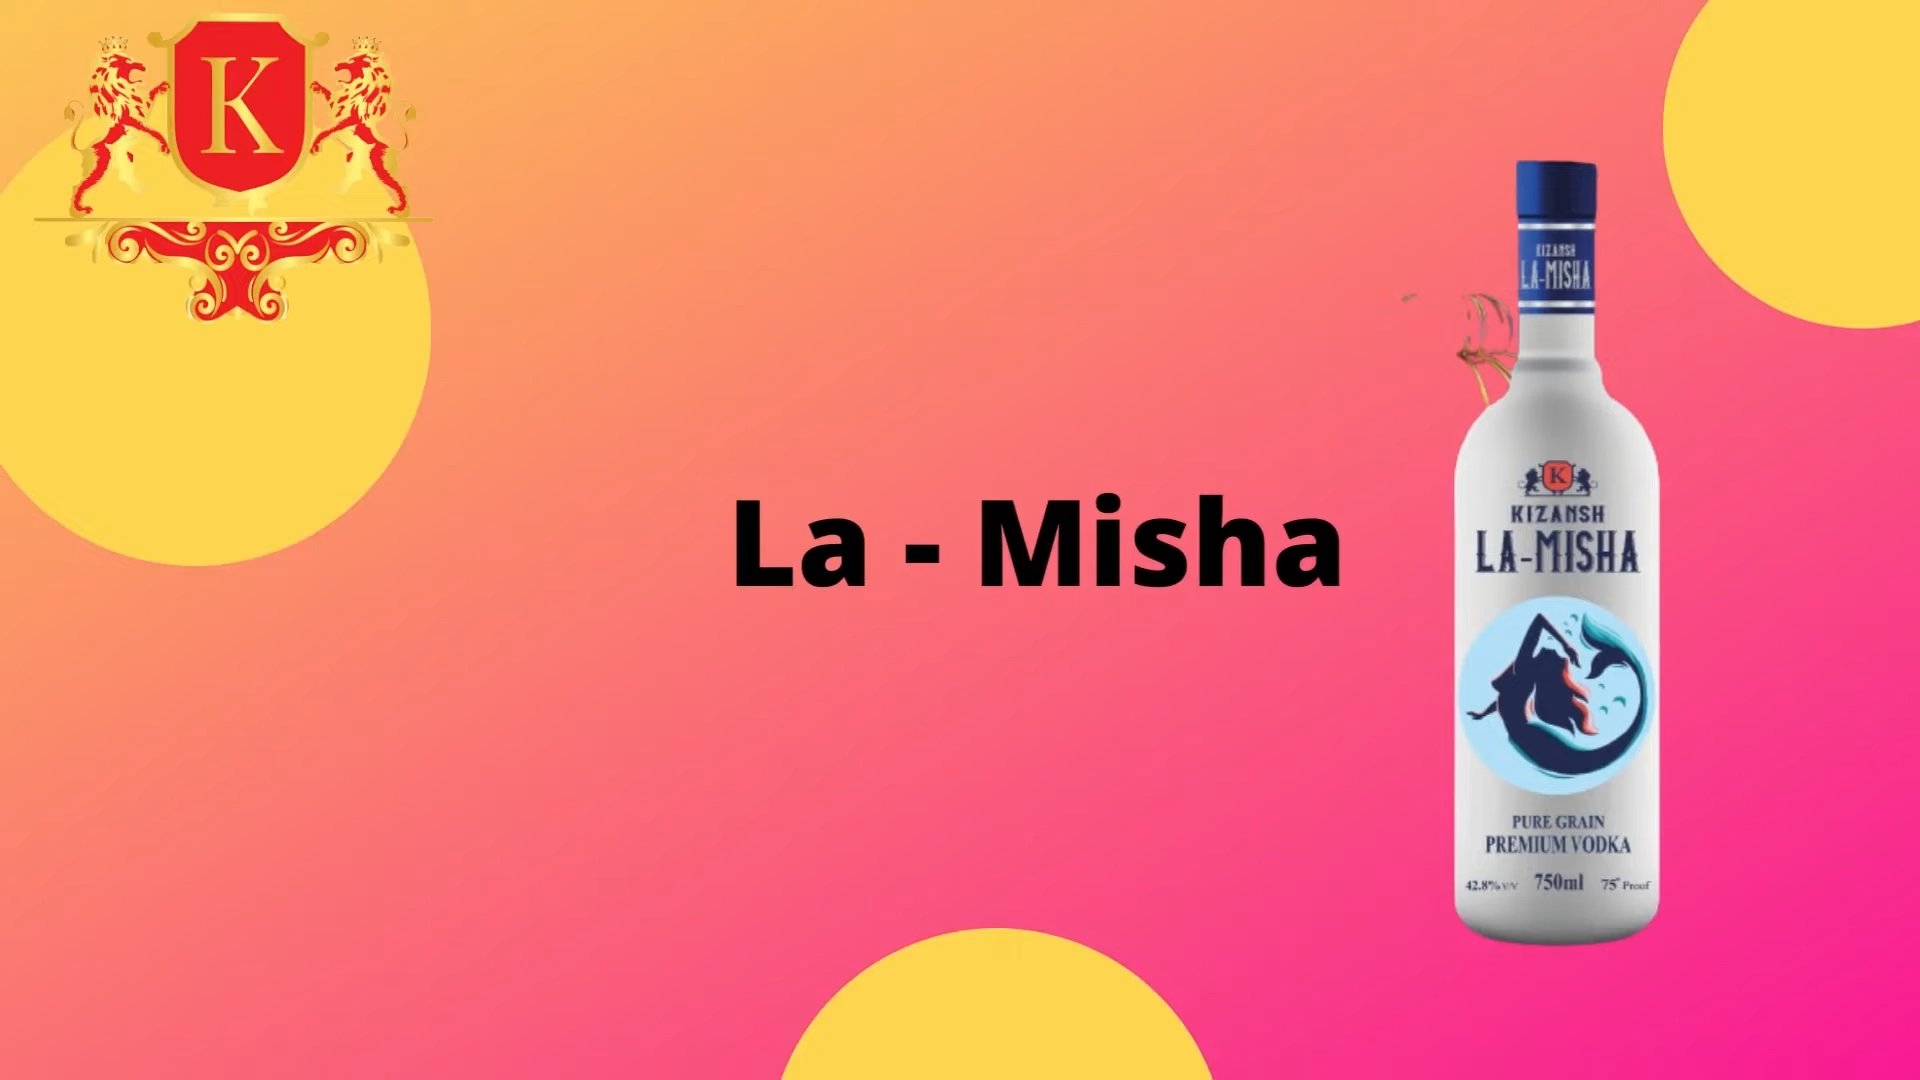 K
La - Misha
KIZANSH
LA-MISHA
K
KIZANSH
LA-MISHA
PURE GRAIN
PREMIUM VODKA
42.8% V/V 750ml 75° Proof